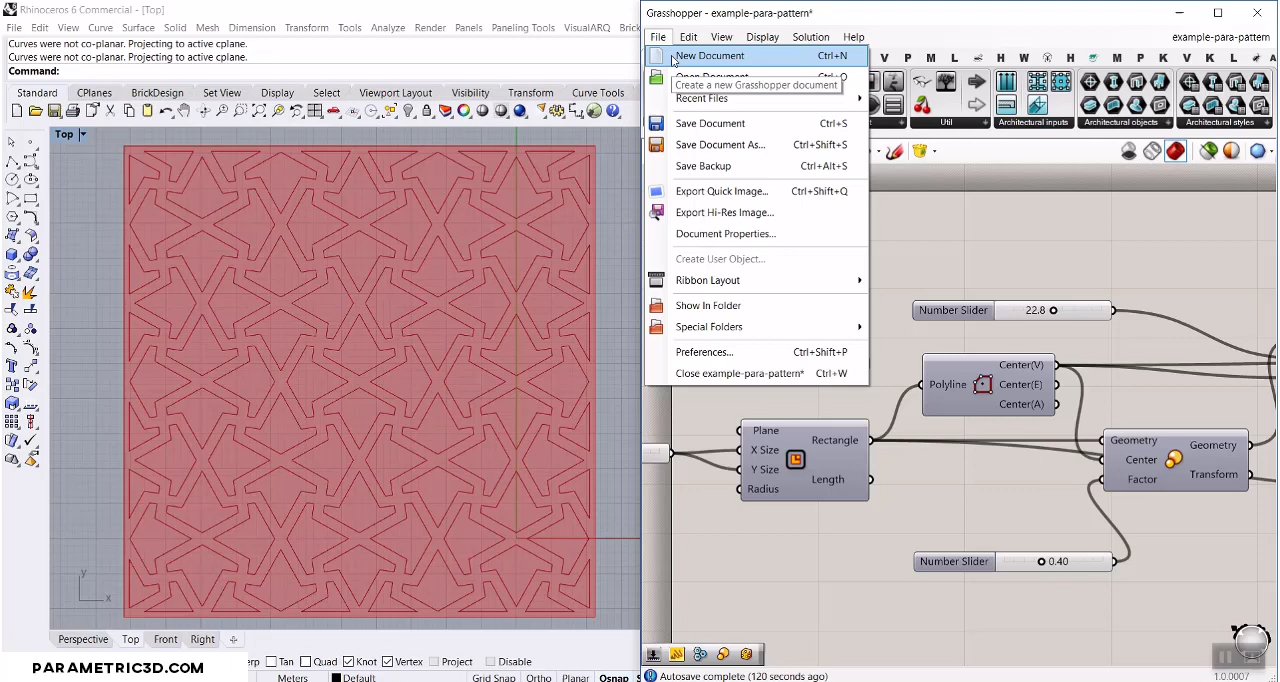 Rhinoceros 6 Commercial - [Top]
File Edit View Curve Surface Solid Mesh Dimension Transform Tools Analyze Render Panels Paneling Tools VisualARQ Brick
Curves were not co-planar. Projecting to active cplane.
Curves were not co-planar. Projecting to active cplane.
Command:
Standard CPlanes BrickDesign Set View Display Select Viewport Layout Visibility Transform Curve Tools
Top
y
x
Perspective Top Front Right
erp Tan Quad Knot Vertex Project Disable
PARAMETRIC3D.COM
Meters Default Grid Snap Ortho Planar Osnap
Grasshopper - example-para-pattern*
File Edit View Display Solution Help
example-para-pattern
V P M L H W H M P M L V K L A
New Document Ctrl+N
Open Document... Ctrl+O
Create a new Grasshopper document
Recent Files
Save Document Ctrl+S
Save Document As... Ctrl+Shift+S
Save Backup Ctrl+Alt+S
Export Quick Image... Ctrl+Shift+Q
Export Hi-Res Image...
Document Properties...
Create User Object...
Ribbon Layout
Show In Folder
Special Folders
Preferences... Ctrl+Shift+P
Close example-para-pattern* Ctrl+W
Util
Architectural inputs
Architectural objects
Architectural styles
Number Slider 22.8
Polyline
Center(V)
Center(E)
Center(A)
Plane
X Size
Y Size
Radius
Rectangle
Length
Geometry
Center
Factor
Geometry
Transform
Number Slider 0.40
Autosave complete (120 seconds ago)
1.0.0007